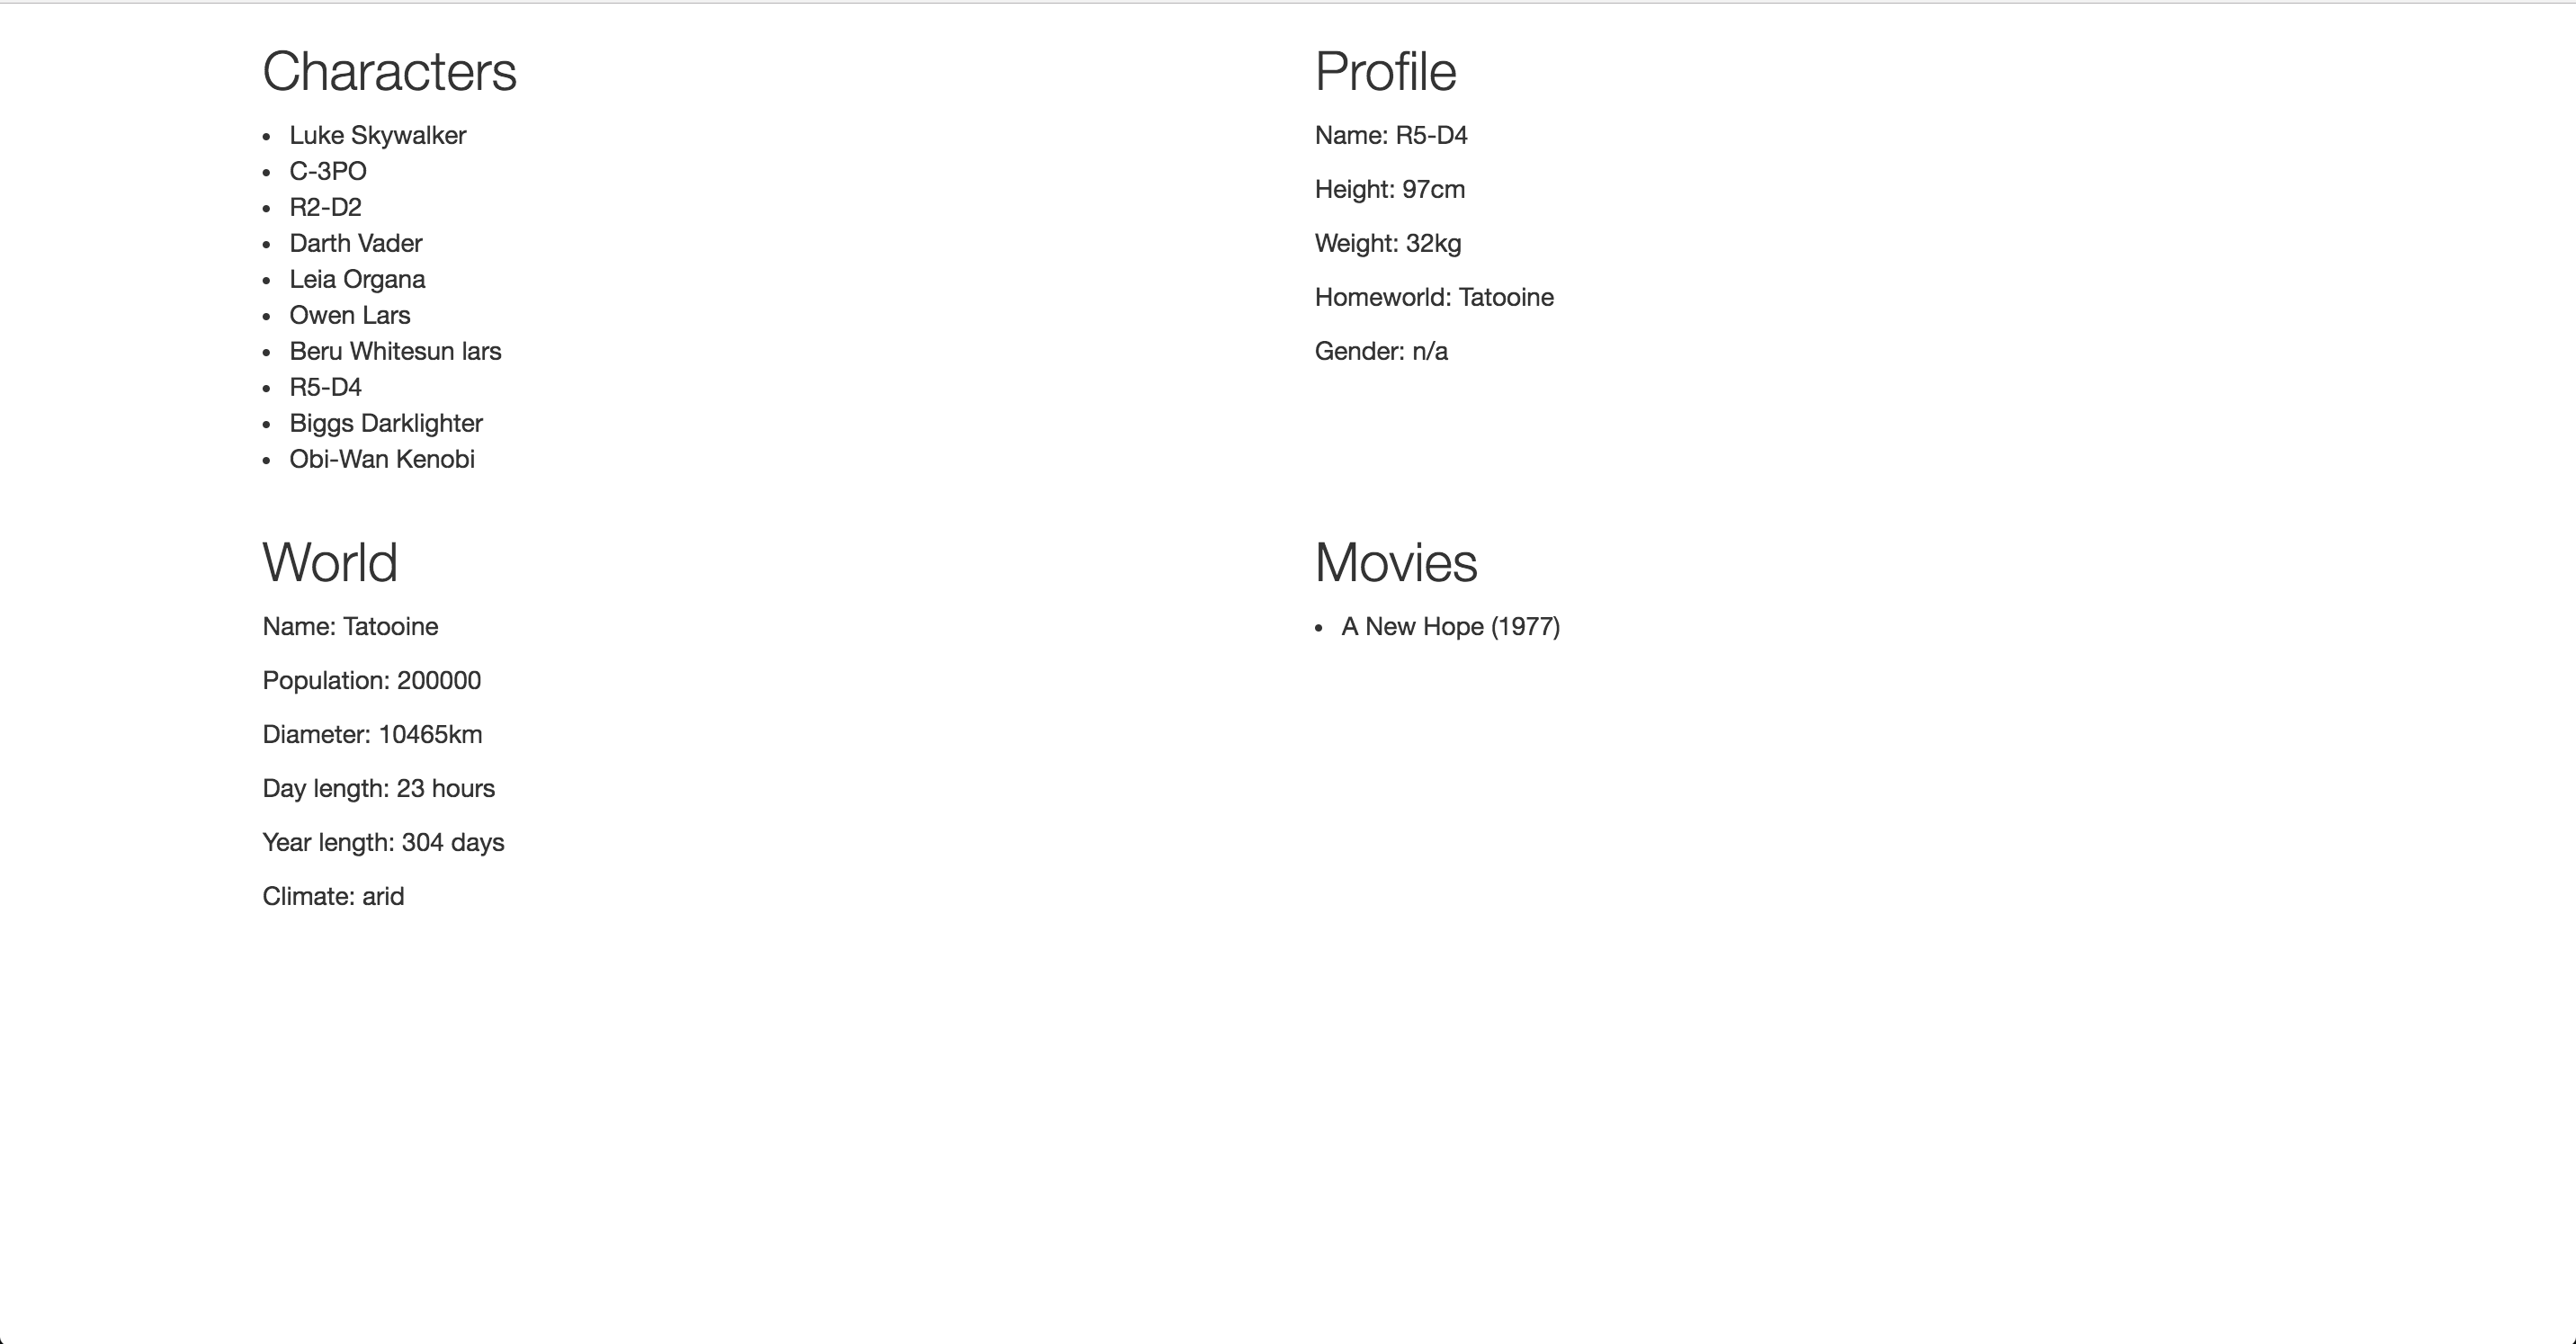 Characters
• Luke Skywalker
• C-3PO
• R2-D2
• Darth Vader
• Leia Organa
• Owen Lars
• Beru Whitesun lars
• R5-D4
• Biggs Darklighter
• Obi-Wan Kenobi
Profile
Name: R5-D4
Height: 97cm
Weight: 32kg
Homeworld: Tatooine
Gender: n/a
World
Name: Tatooine
Population: 200000
Diameter: 10465km
Day length: 23 hours
Year length: 304 days
Climate: arid
Movies
• A New Hope (1977)